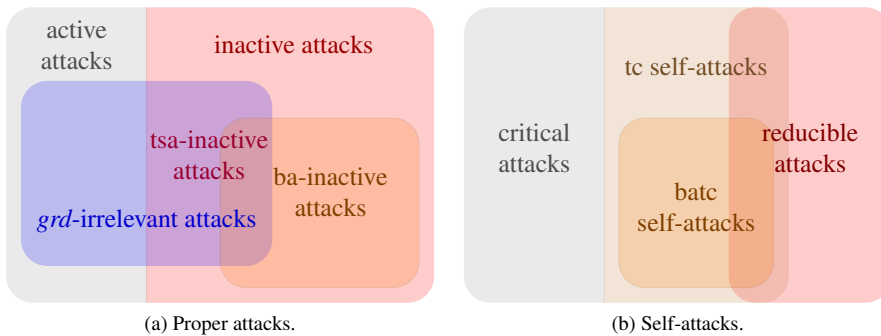 active
attacks
inactive attacks
tsa-inactive
attacks
ba-inactive
attacks
grd-irrelevant attacks
(a) Proper attacks.
critical
attacks
tc self-attacks
reducible
attacks
batc
self-attacks
(b) Self-attacks.